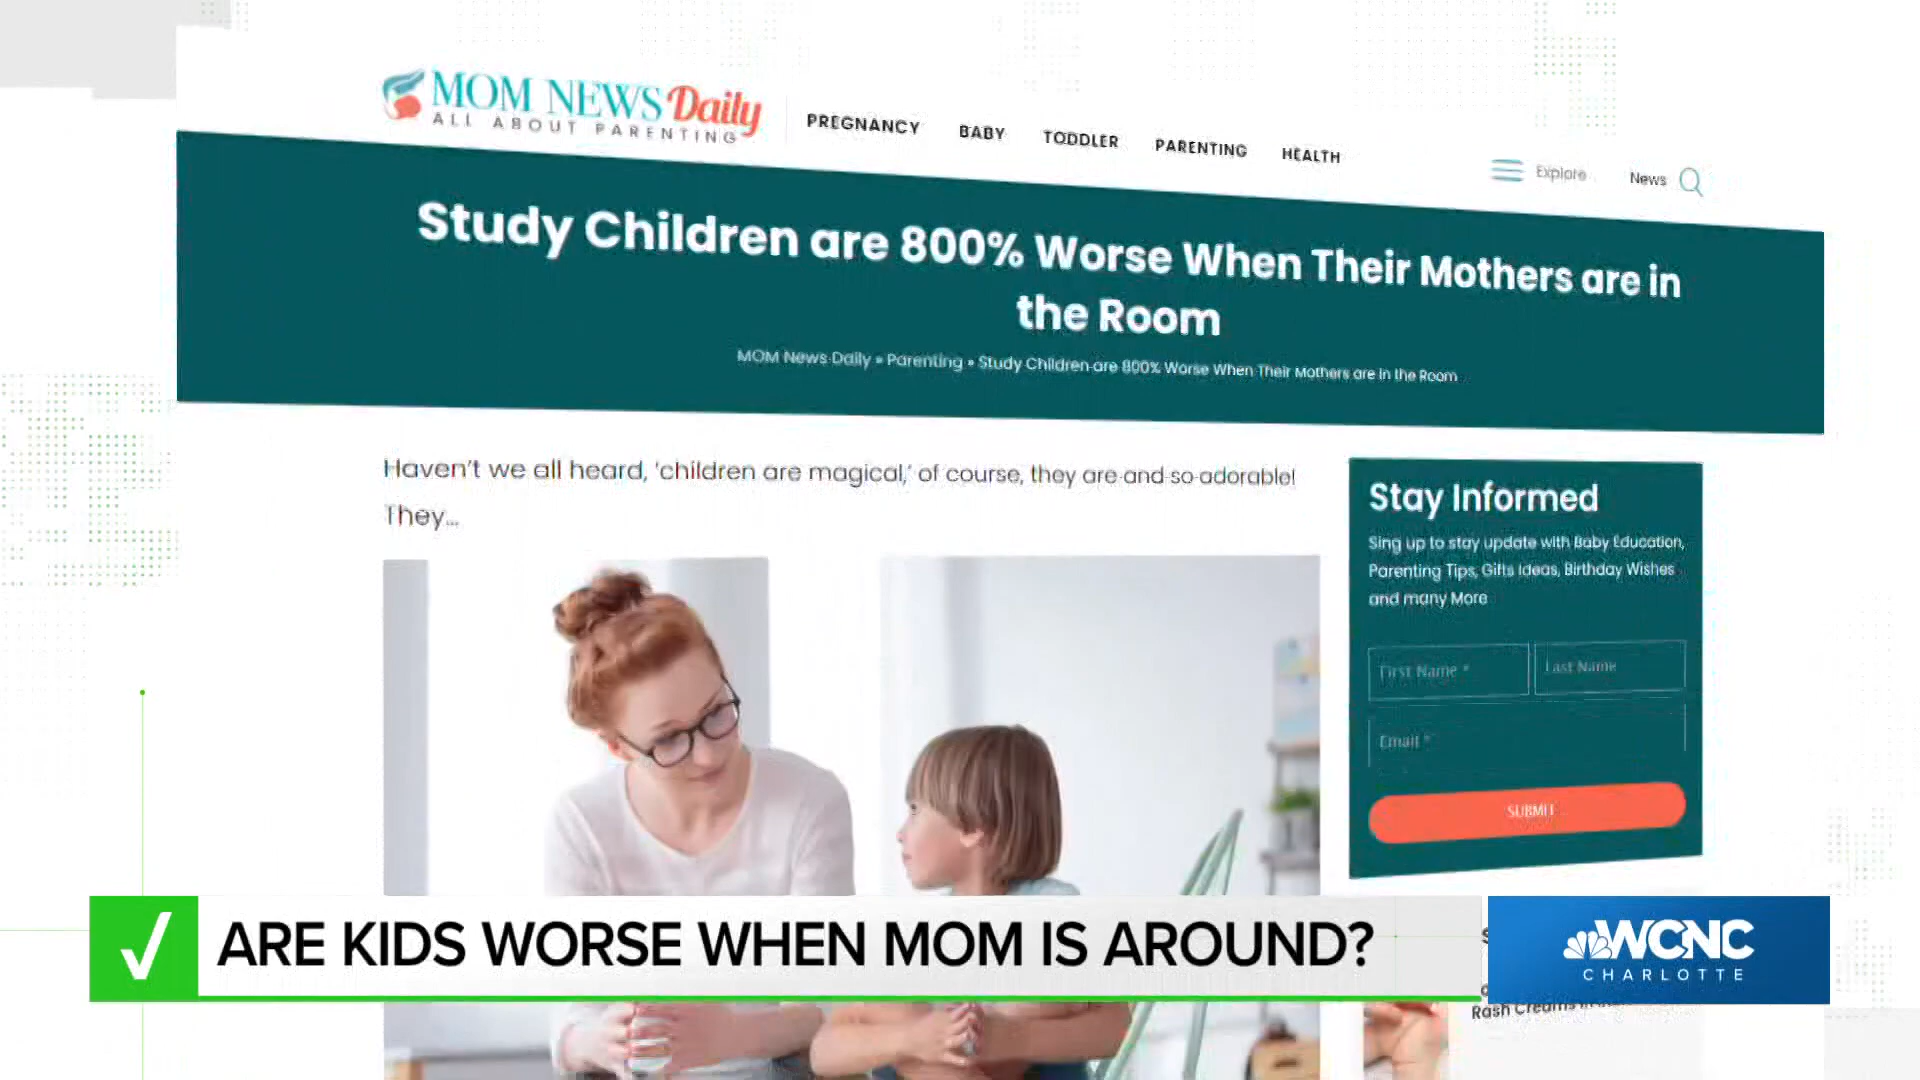 MOM NEWS Daily
ALL ABOUT PARENTING
PREGNANCY BABY TODDLER PARENTING HEALTH
Explore News
Study Children are 800% Worse When Their Mothers are in
the Room
MOM News Daily » Parenting » Study Children are 800% Worse When Their Mothers are in the Room
Haven't we all heard, 'children are magical,' of course, they are and so adorable!
They...
Stay Informed
Sing up to stay update with Baby Education,
Parenting Tips, Gifts Ideas, Birthday Wishes
and many More
First Name * Last Name
Email *
SUBMIT
ARE KIDS WORSE WHEN MOM IS AROUND?
WCNC
CHARLOTTE
Rash Creams